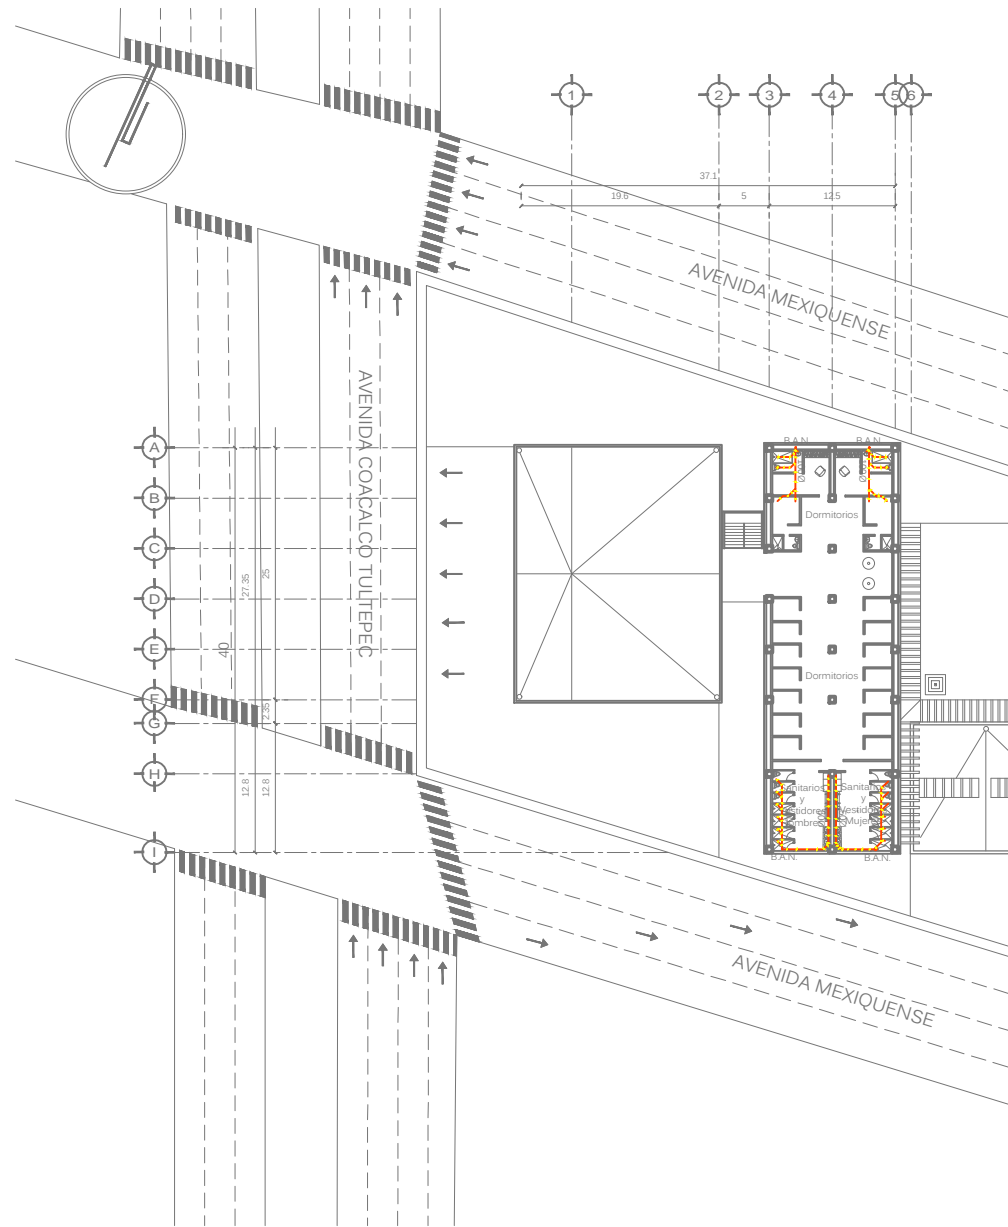 1 2 3 4 5 6
37.1
19.6 5 12.5
AVENIDA MEXIQUENSE
AVENIDA COACALCO TULTEPEC
A
B
C
D
E
F
G
H
I
25
27.35
40
2.35
12.8 12.8
B.A.N. B.A.N.
Dormitorios
Dormitorios
Sanitarios
y
Vestidores
Hombres
Sanitarios
y
Vestidores
Mujeres
B.A.N. B.A.N.
AVENIDA MEXIQUENSE